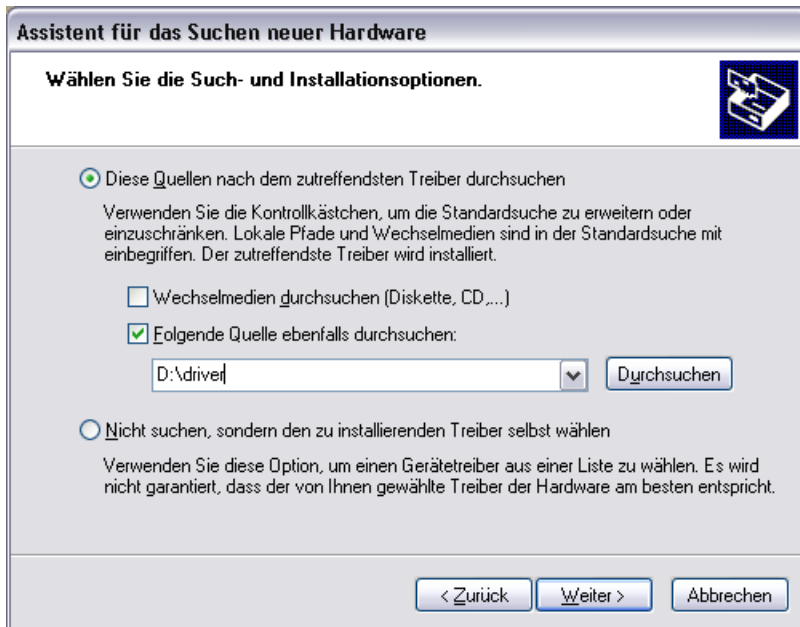 Assistent für das Suchen neuer Hardware
Wählen Sie die Such- und Installationsoptionen.
Diese Quellen nach dem zutreffendsten Treiber durchsuchen
Verwenden Sie die Kontrollkästchen, um die Standardsuche zu erweitern oder
einzuschränken. Lokale Pfade und Wechselmedien sind in der Standardsuche mit
einbegriffen. Der zutreffendste Treiber wird installiert.
Wechselmedien durchsuchen (Diskette, CD,...)
Folgende Quelle ebenfalls durchsuchen:
D:\driver
Durchsuchen
Nicht suchen, sondern den zu installierenden Treiber selbst wählen
Verwenden Sie diese Option, um einen Gerätetreiber aus einer Liste zu wählen. Es wird
nicht garantiert, dass der von Ihnen gewählte Treiber der Hardware am besten entspricht.
< Zurück
Weiter >
Abbrechen